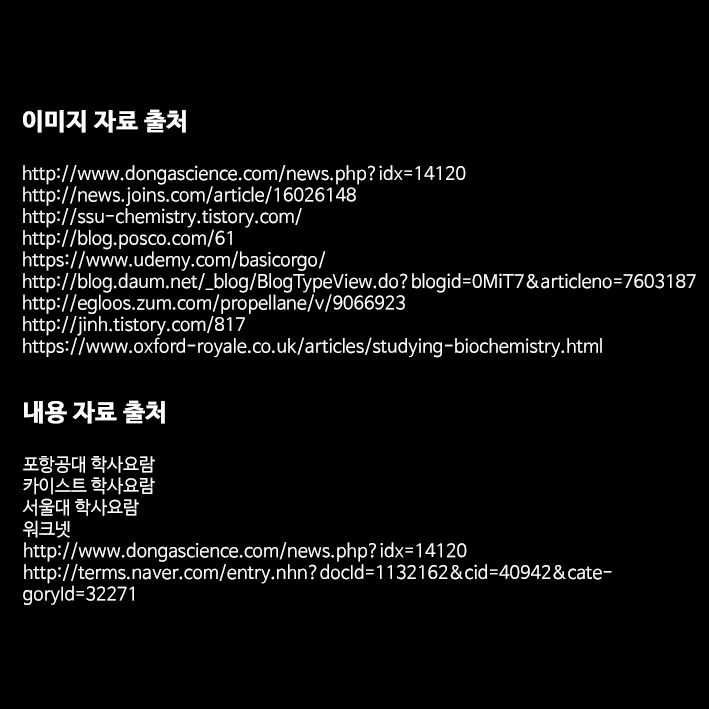 이미지 자료 출처
http://www.dongascience.com/news.php?idx=14120
http://news.joins.com/article/16026148
http://ssu-chemistry.tistory.com/
http://blog.posco.com/61
https://www.udemy.com/basicorgo/
http://blog.daum.net/_blog/BlogTypeView.do?blogid=0MiT7&articleno=7603187
http://egloos.zum.com/propellane/v/9066923
http://jinh.tistory.com/817
https://www.oxford-royale.co.uk/articles/studying-biochemistry.html
내용 자료 출처
포항공대 학사요람
카이스트 학사요람
서울대 학사요람
워크넷
http://www.dongascience.com/news.php?idx=14120
http://terms.naver.com/entry.nhn?docId=1132162&cid=40942&cate-
goryId=32271